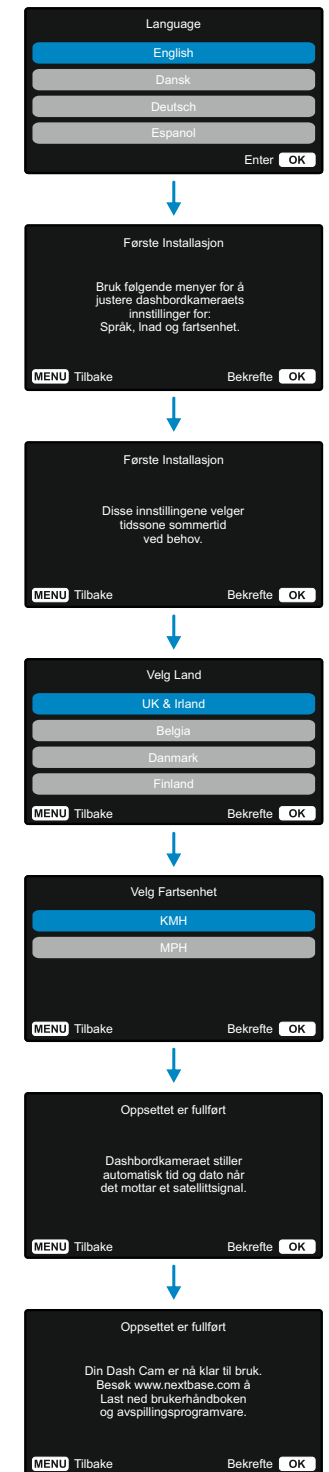 Language
English
Dansk
Deutsch
Espanol
Enter OK
Første Installasjon
Bruk følgende menyer for å
justere dashbordkameraets
innstillinger for:
Språk, lnad og fartsenhet.
MENU Tilbake Bekrefte OK
Første Installasjon
Disse innstillingene velger
tidssone sommertid
ved behov.
MENU Tilbake Bekrefte OK
Velg Land
UK & Irland
Belgia
Danmark
Finland
MENU Tilbake Bekrefte OK
Velg Fartsenhet
KMH
MPH
MENU Tilbake Bekrefte OK
Oppsettet er fullført
Dashbordkameraet stiller
automatisk tid og dato når
det mottar et satellittsignal.
MENU Tilbake Bekrefte OK
Oppsettet er fullført
Din Dash Cam er nå klar til bruk.
Besøk www.nextbase.com å
Last ned brukerhåndboken
og avspillingsprogramvare.
MENU Tilbake Bekrefte OK